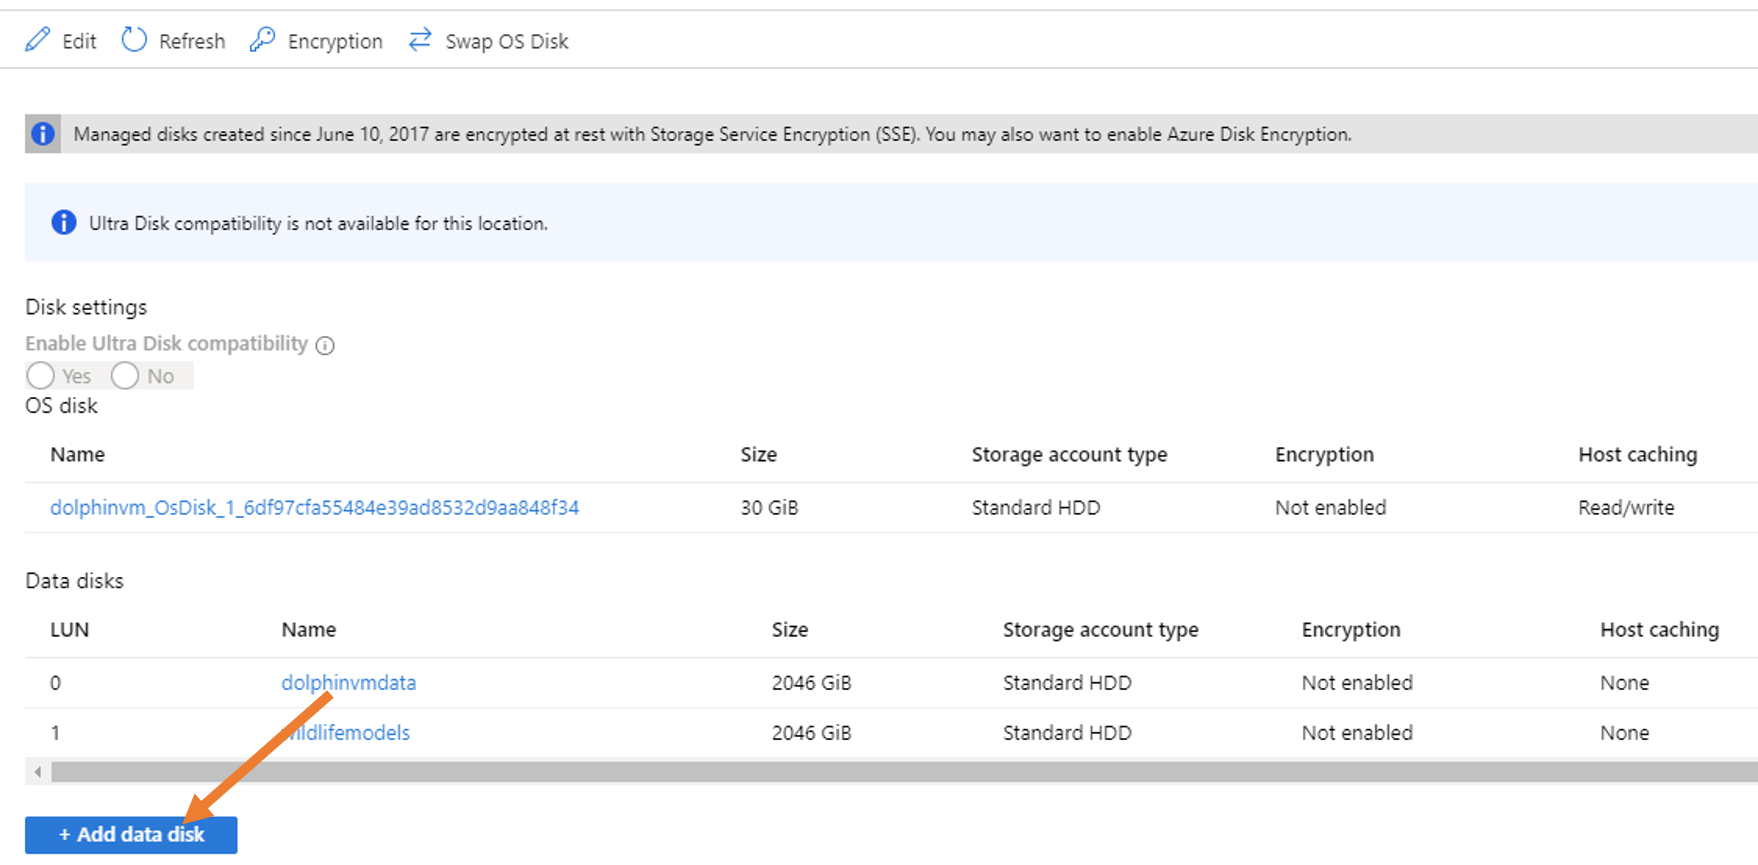 Edit Refresh Encryption Swap OS Disk
Managed disks created since June 10, 2017 are encrypted at rest with Storage Service Encryption (SSE). You may also want to enable Azure Disk Encryption.
Ultra Disk compatibility is not available for this location.
Disk settings
Enable Ultra Disk compatibility
Yes No
OS disk
Name Size Storage account type Encryption Host caching
dolphinvm_OsDisk_1_6df97cfa55484e39ad8532d9aa848f34 30 GiB Standard HDD Not enabled Read/write
Data disks
LUN Name Size Storage account type Encryption Host caching
0 dolphinvmdata 2046 GiB Standard HDD Not enabled None
1 wildlifemodels 2046 GiB Standard HDD Not enabled None
+ Add data disk